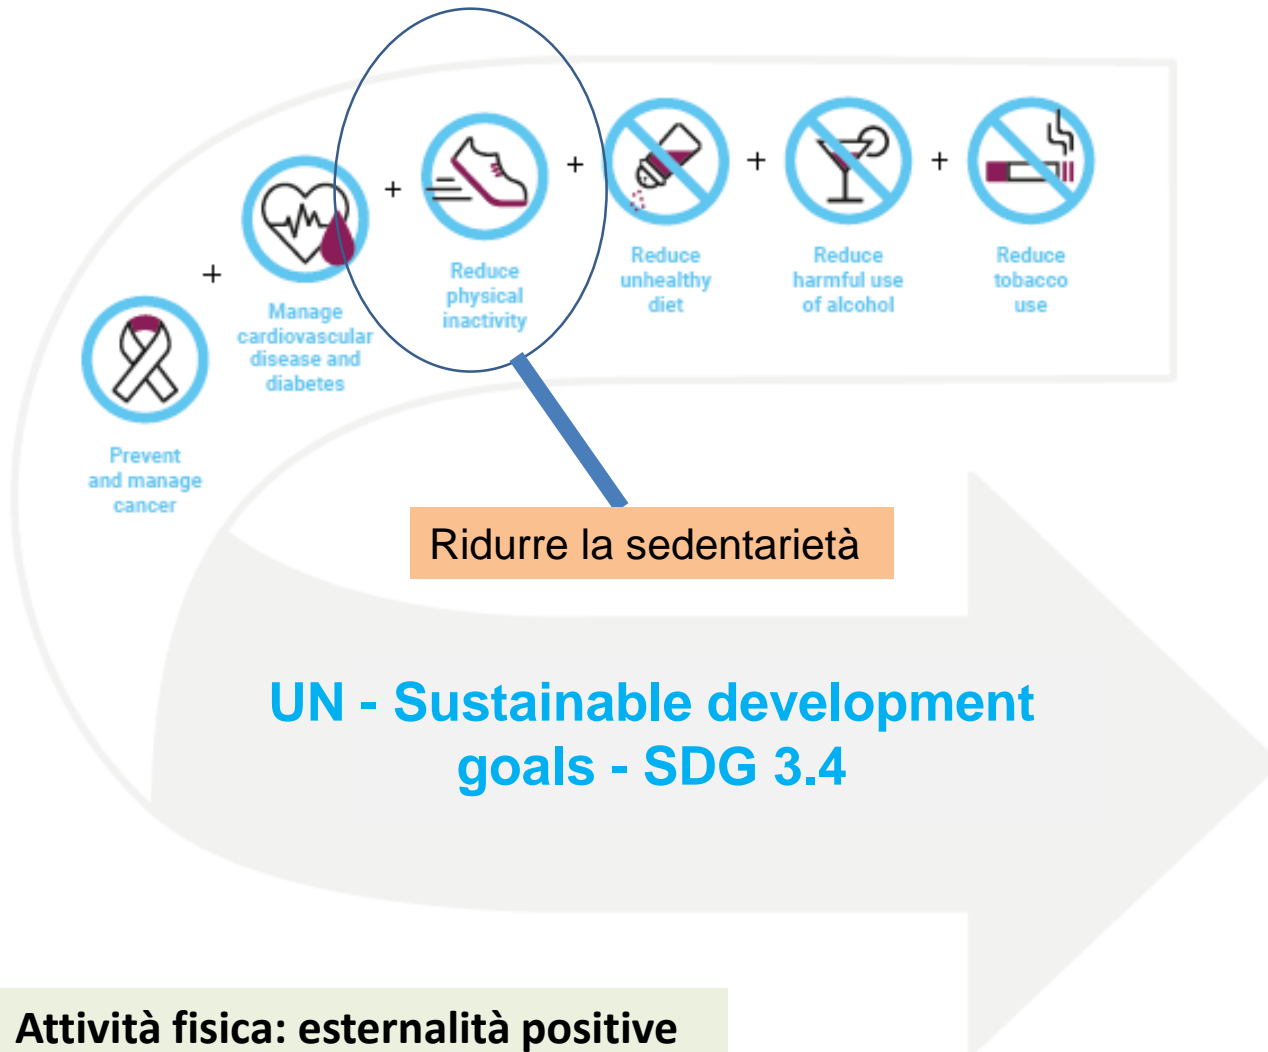 Prevent
and manage
cancer
+
Manage
cardiovascular
disease and
diabetes
+
Reduce
physical
inactivity
+
Reduce
unhealthy
diet
+
Reduce
harmful use
of alcohol
+
Reduce
tobacco
use
Ridurre la sedentarietà
UN - Sustainable development
goals - SDG 3.4
Attività fisica: esternalità positive